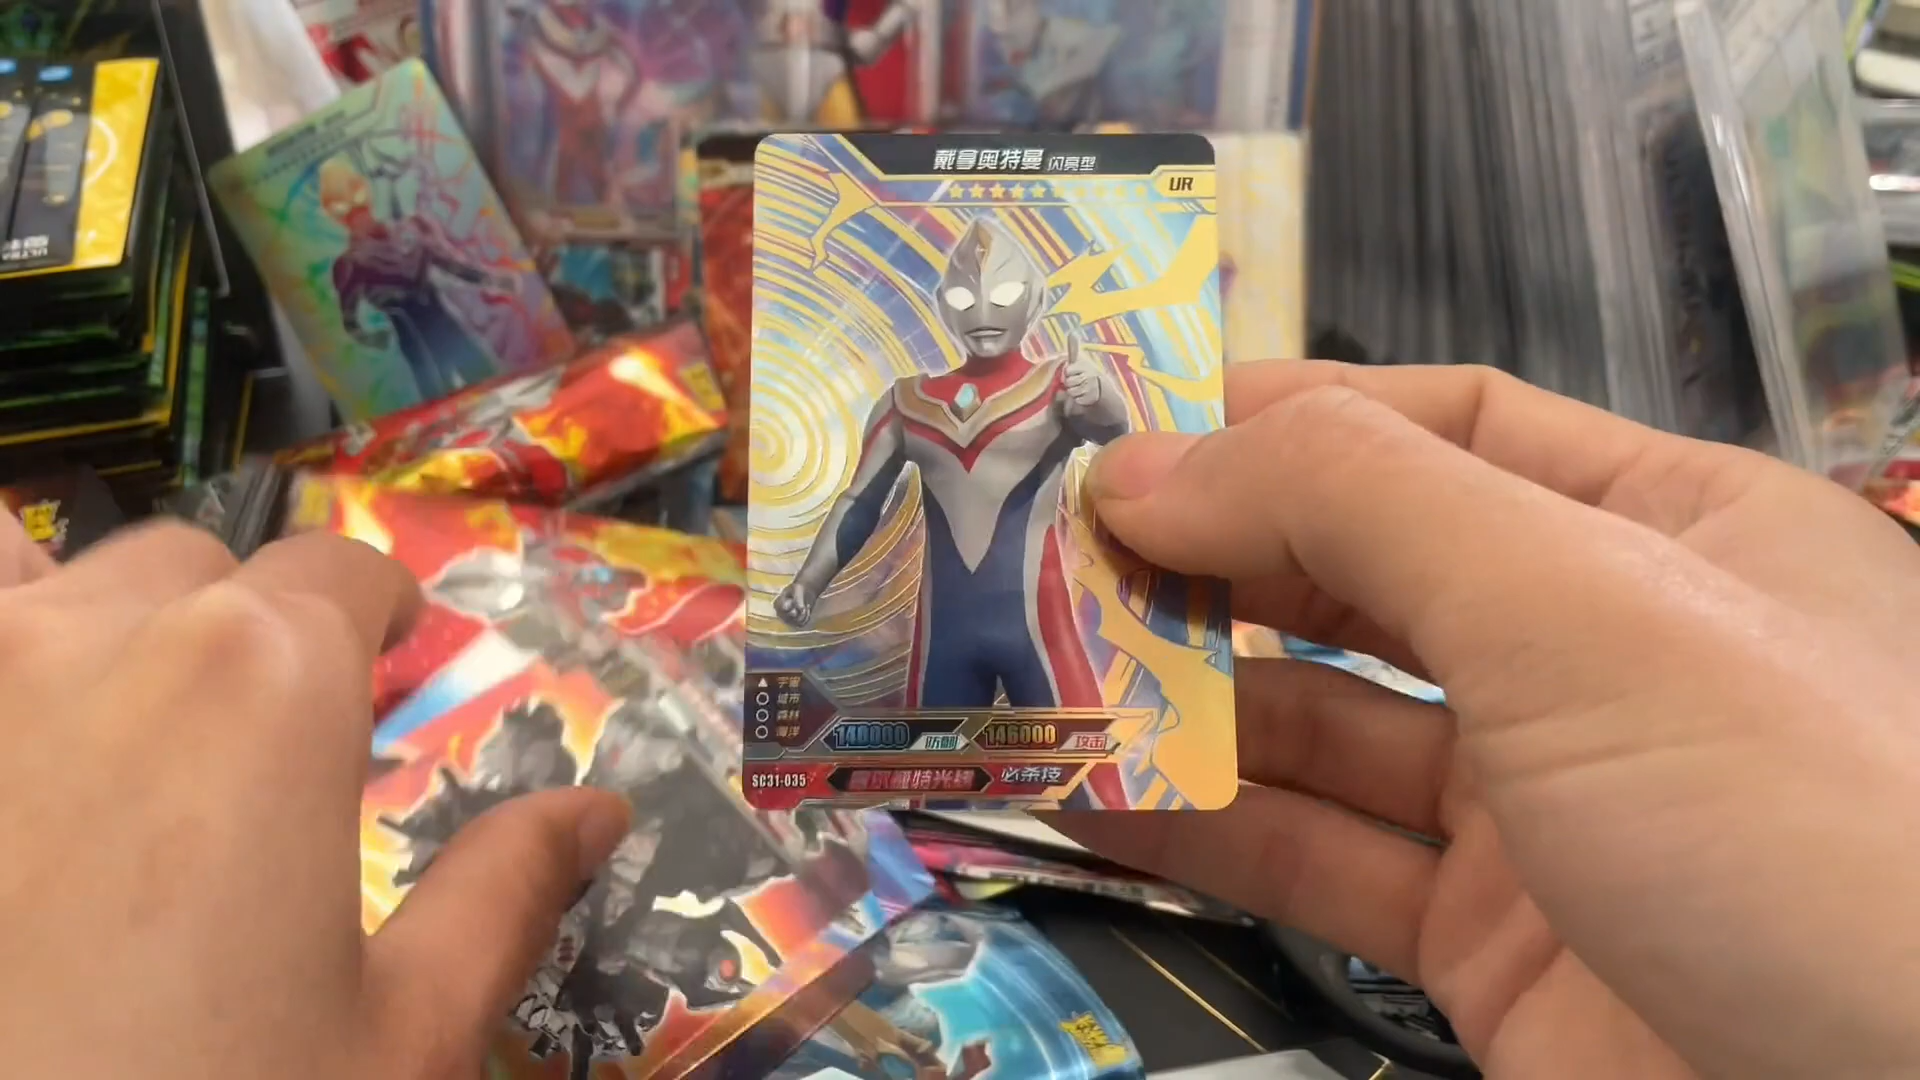 戴拿奥特曼 闪亮型
UR
宇宙
城市
森林
海洋
140000 防御 146000 攻击
SC31-035
必杀技